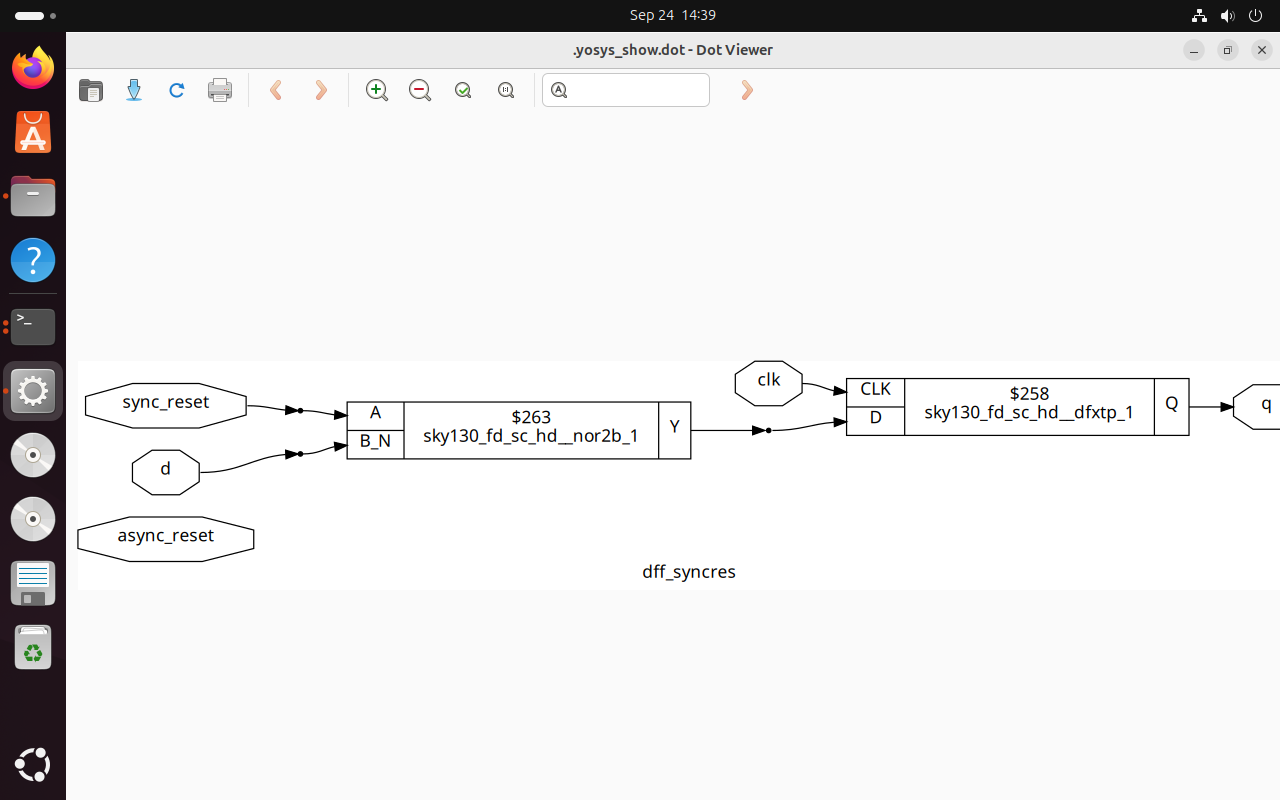 Sep 24 14:39
.yosys_show.dot - Dot Viewer
sync_reset
d
async_reset
A
B_N
$263
sky130_fd_sc_hd__nor2b_1
Y
clk
CLK
D
$258
sky130_fd_sc_hd__dfxtp_1
Q
q
dff_syncres